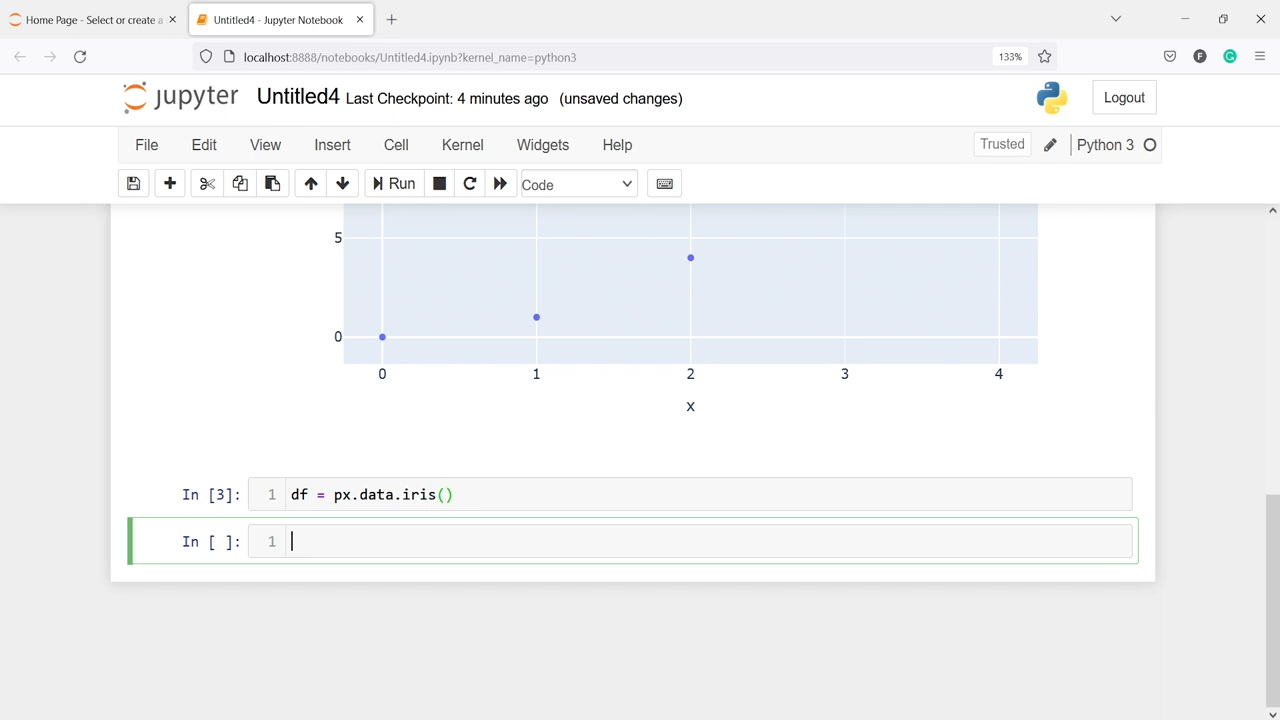 Home Page - Select or create a
Untitled4 - Jupyter Notebook
localhost:8888/notebooks/Untitled4.ipynb?kernel_name=python3
133%
F
G
jupyter Untitled4 Last Checkpoint: 4 minutes ago (unsaved changes)
Logout
File Edit View Insert Cell Kernel Widgets Help
Trusted Python 3
Run Code
5
0
0 1 2 3 4
x
In [3]: 1 df = px.data.iris()
In [ ]: 1